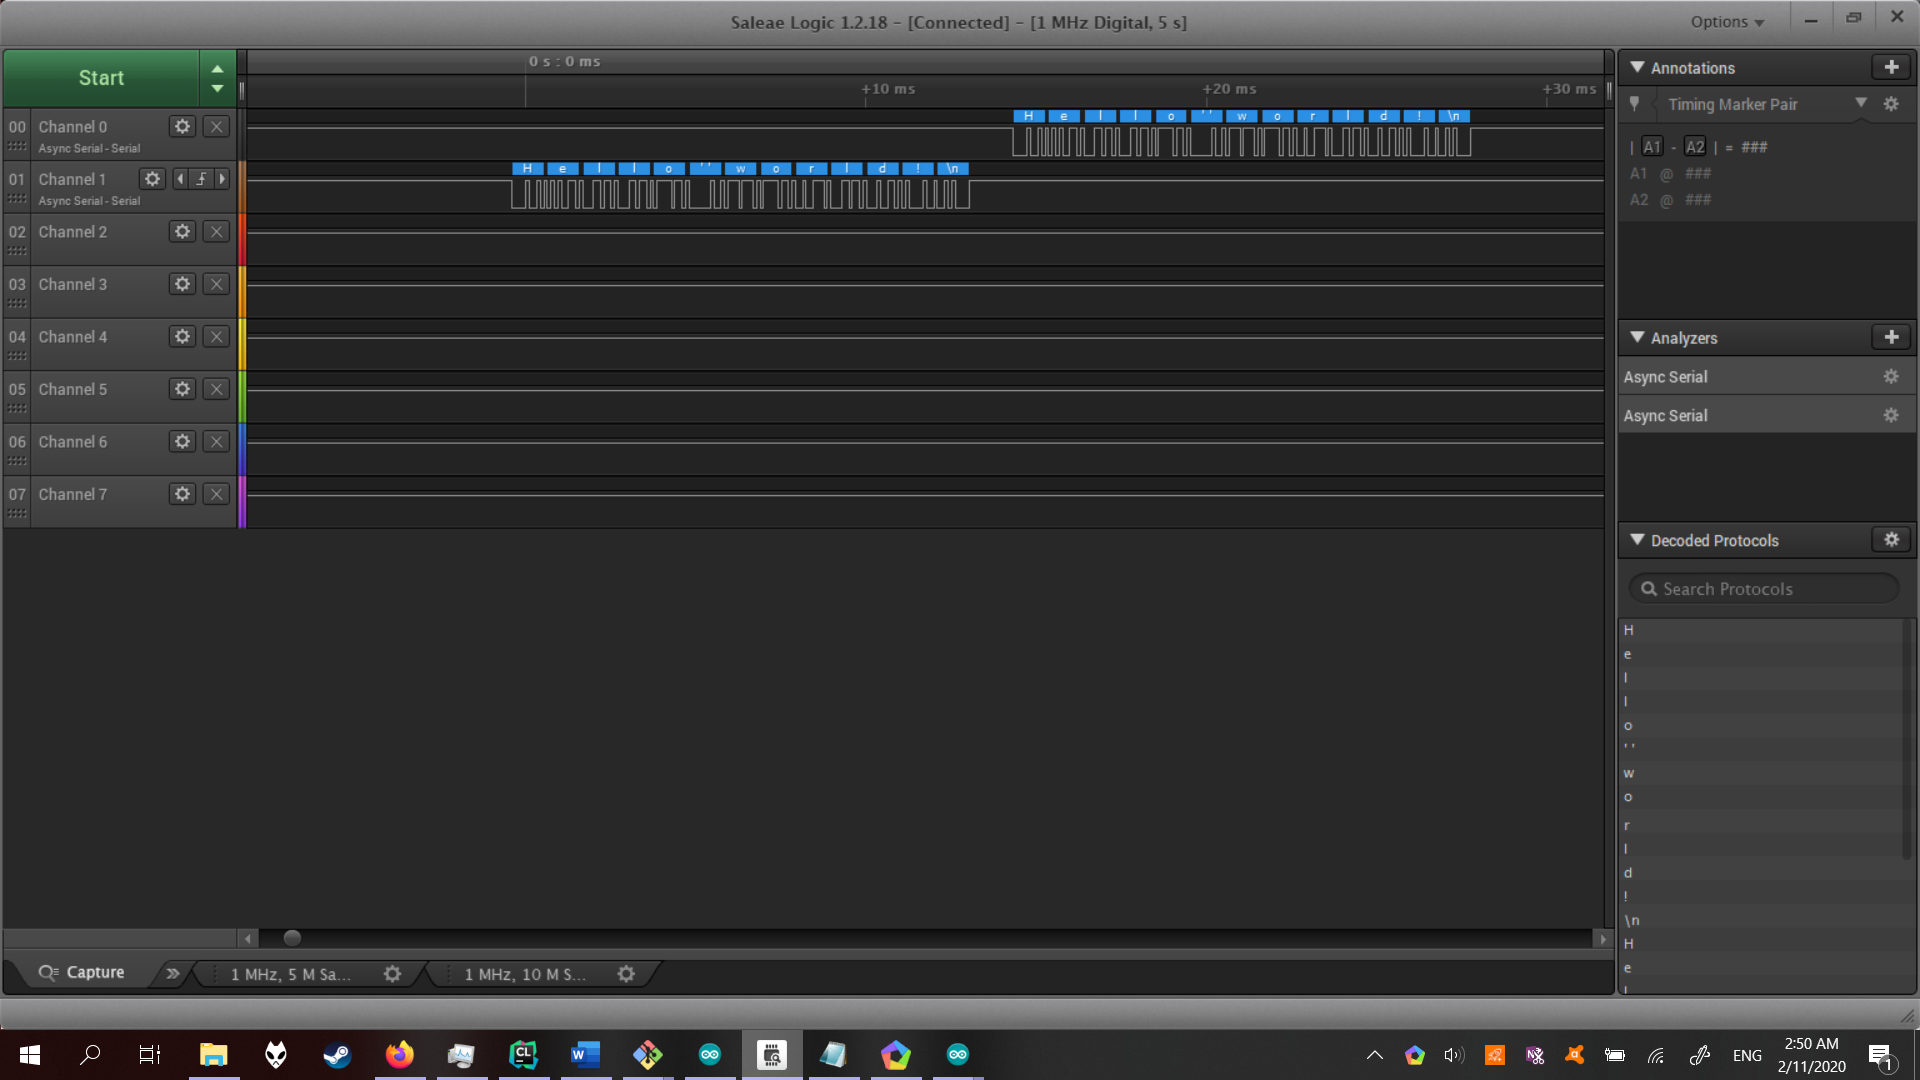 Saleae Logic 1.2.18 - [Connected] - [1 MHz Digital, 5 s]
Options
Start
0 s : 0 ms
+10 ms
+20 ms
+30 ms
00 Channel 0
Async Serial - Serial
H e l l o ' ' w o r l d ! \n
01 Channel 1
Async Serial - Serial
H e l l o ' ' w o r l d ! \n
02 Channel 2
03 Channel 3
04 Channel 4
05 Channel 5
06 Channel 6
07 Channel 7
Capture
1 MHz, 5 M Sa...
1 MHz, 10 M S...
Annotations
Timing Marker Pair
| A1 - A2 | = ###
A1 @ ###
A2 @ ###
Analyzers
Async Serial
Async Serial
Decoded Protocols
Search Protocols
H
e
l
l
o
' '
w
o
r
l
d
!
\n
H
e
l
ENG
2:50 AM
2/11/2020
1